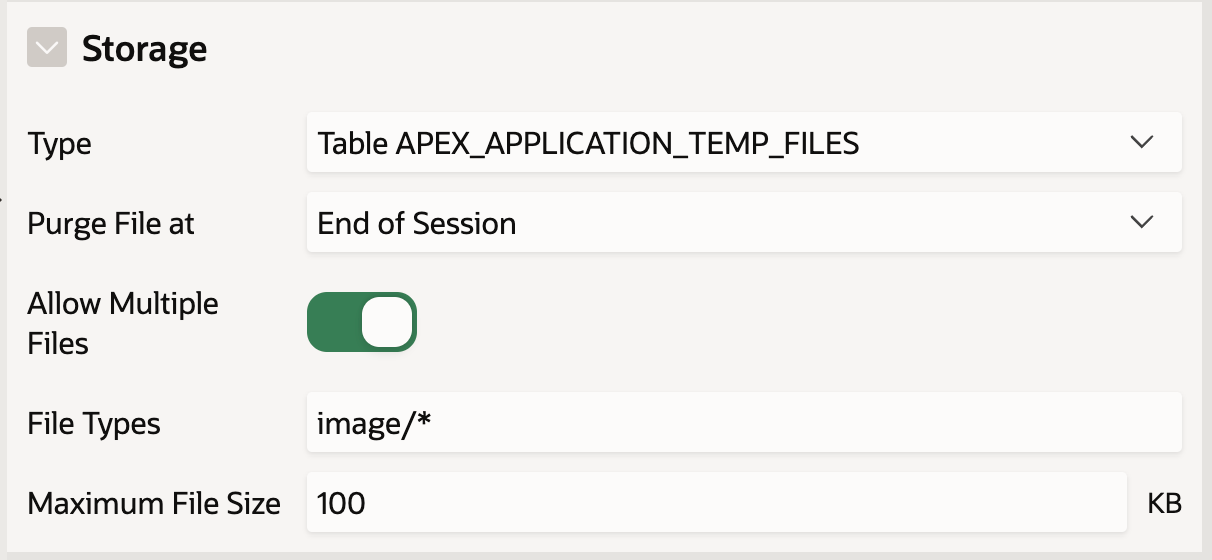 Storage
Type
Table APEX_APPLICATION_TEMP_FILES
Purge File at
End of Session
Allow Multiple
Files
File Types
image/*
Maximum File Size
100
KB